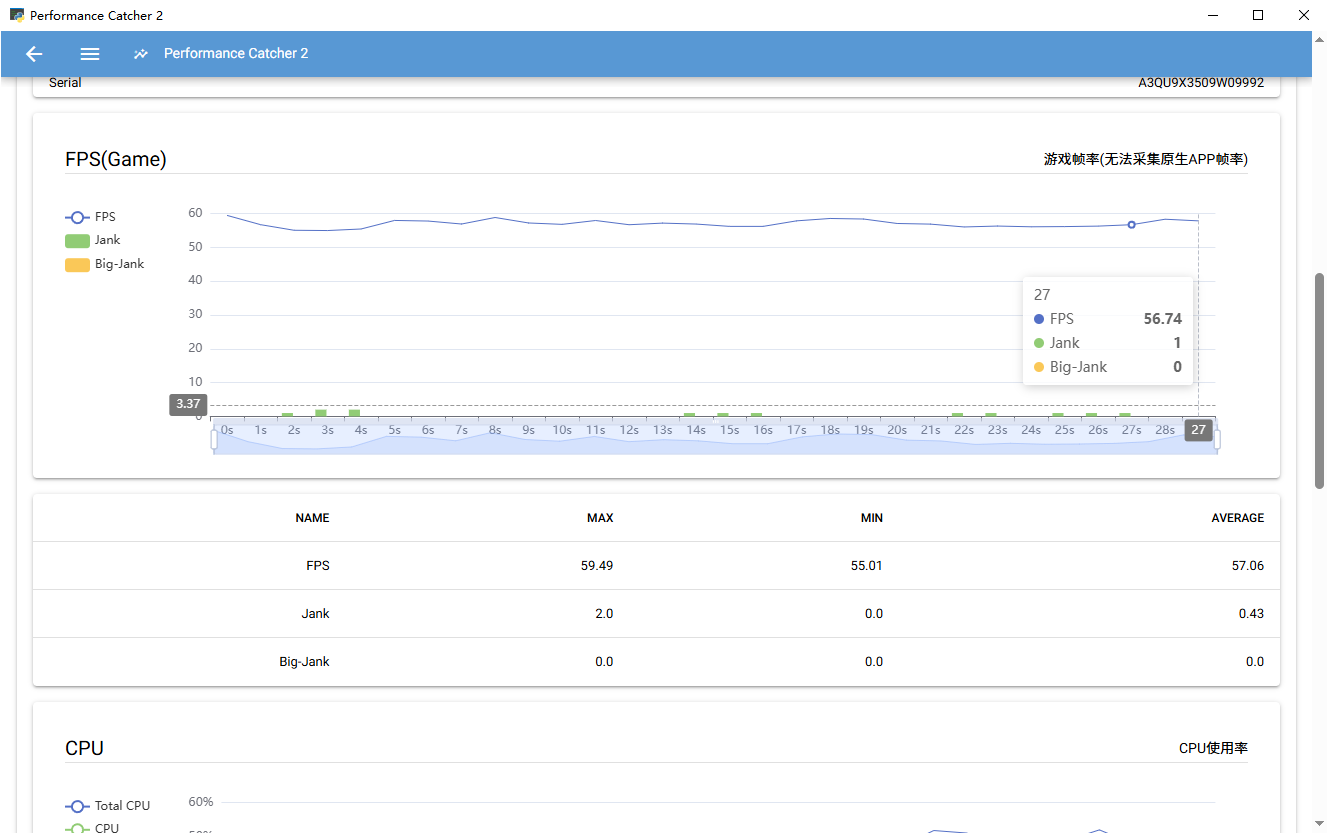 Performance Catcher 2
Performance Catcher 2
Serial A3QU9X3509W09992
FPS(Game) 游戏帧率(无法采集原生APP帧率)
FPS
Jank
Big-Jank
60
50
40
30
20
10
0
3.37
27
FPS 56.74
Jank 1
Big-Jank 0
0s 1s 2s 3s 4s 5s 6s 7s 8s 9s 10s 11s 12s 13s 14s 15s 16s 17s 18s 19s 20s 21s 22s 23s 24s 25s 26s 27s 28s 27
NAME MAX MIN AVERAGE
FPS 59.49 55.01 57.06
Jank 2.0 0.0 0.43
Big-Jank 0.0 0.0 0.0
CPU CPU使用率
Total CPU
CPU
60%
50%